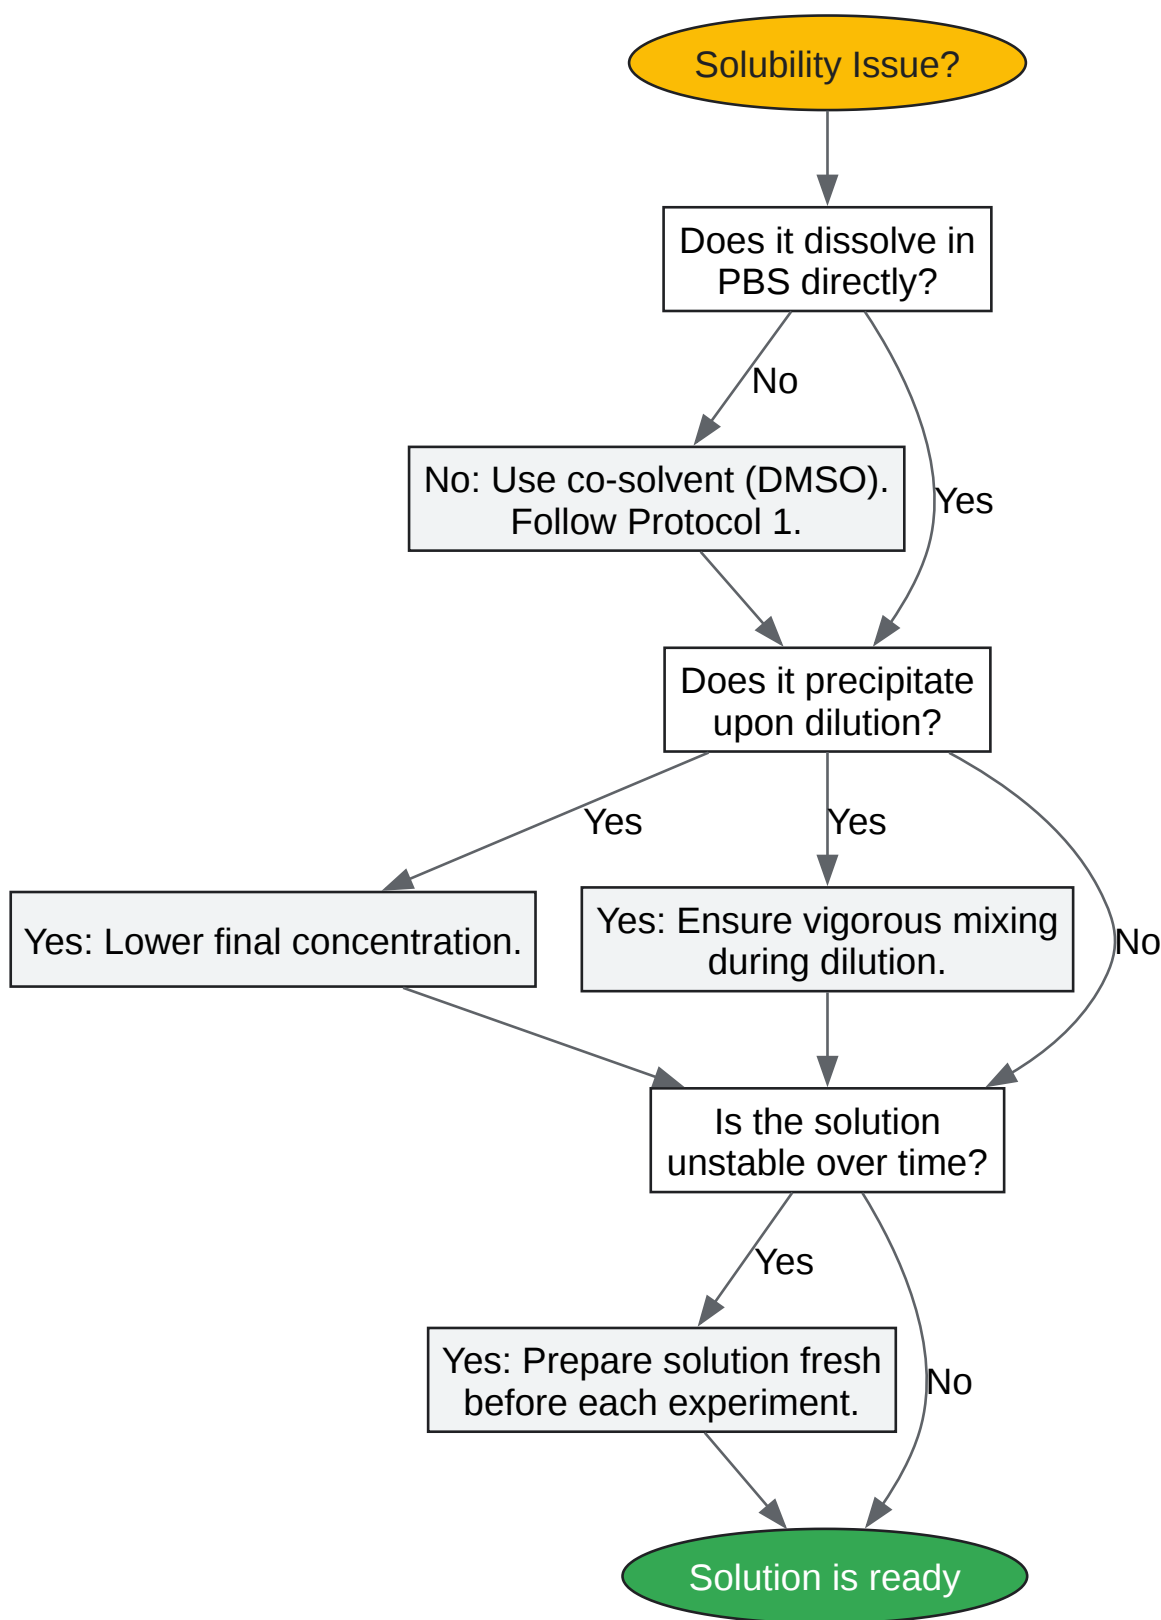 Solubility Issue?
Does it dissolve in
PBS directly?
No
No: Use co-solvent (DMSO).
Follow Protocol 1.
Yes
Does it precipitate
upon dilution?
Yes
Yes
Yes: Lower final concentration.
Yes: Ensure vigorous mixing
during dilution.
No
Is the solution
unstable over time?
Yes
Yes: Prepare solution fresh
before each experiment.
No
Solution is ready